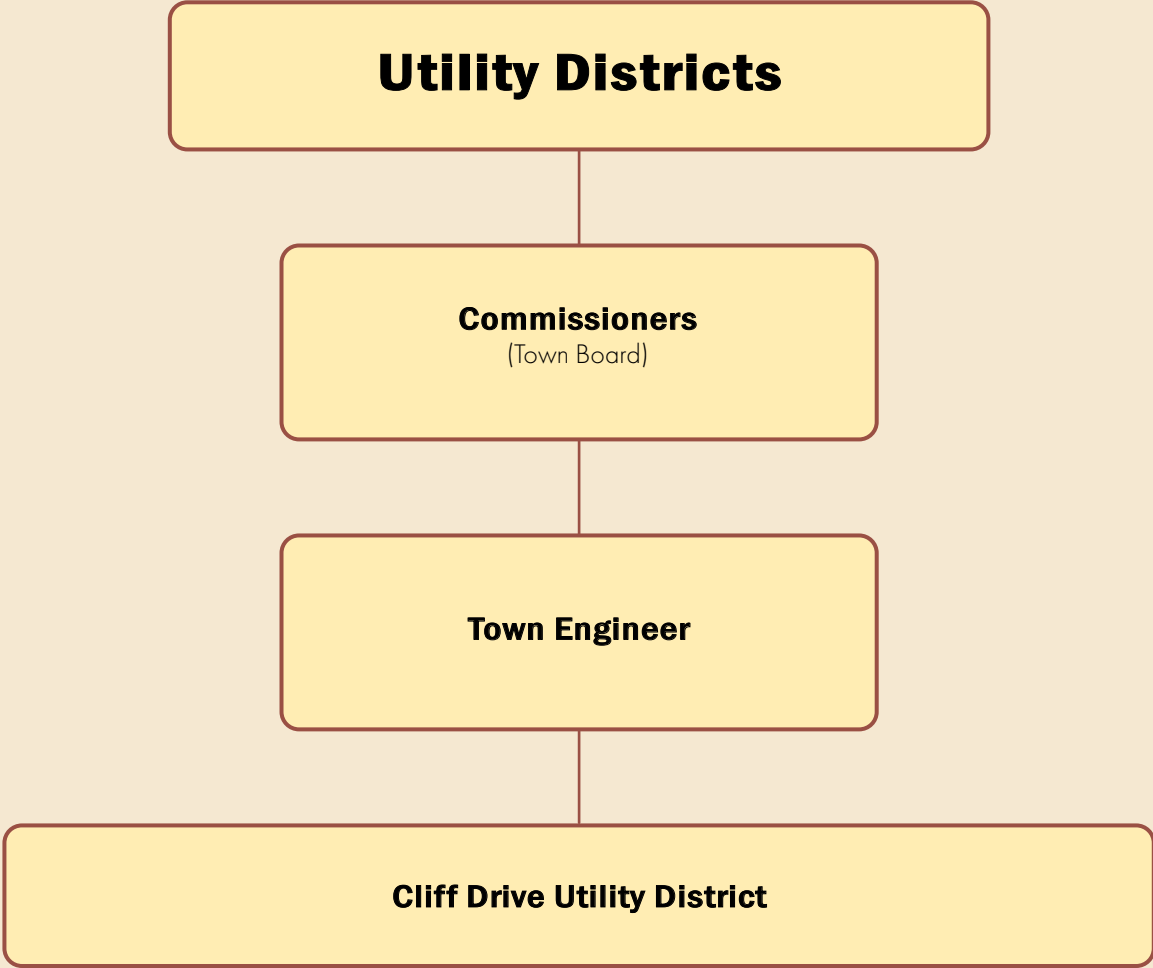 Utility Districts
Commissioners
(Town Board)
Town Engineer
Cliff Drive Utility District